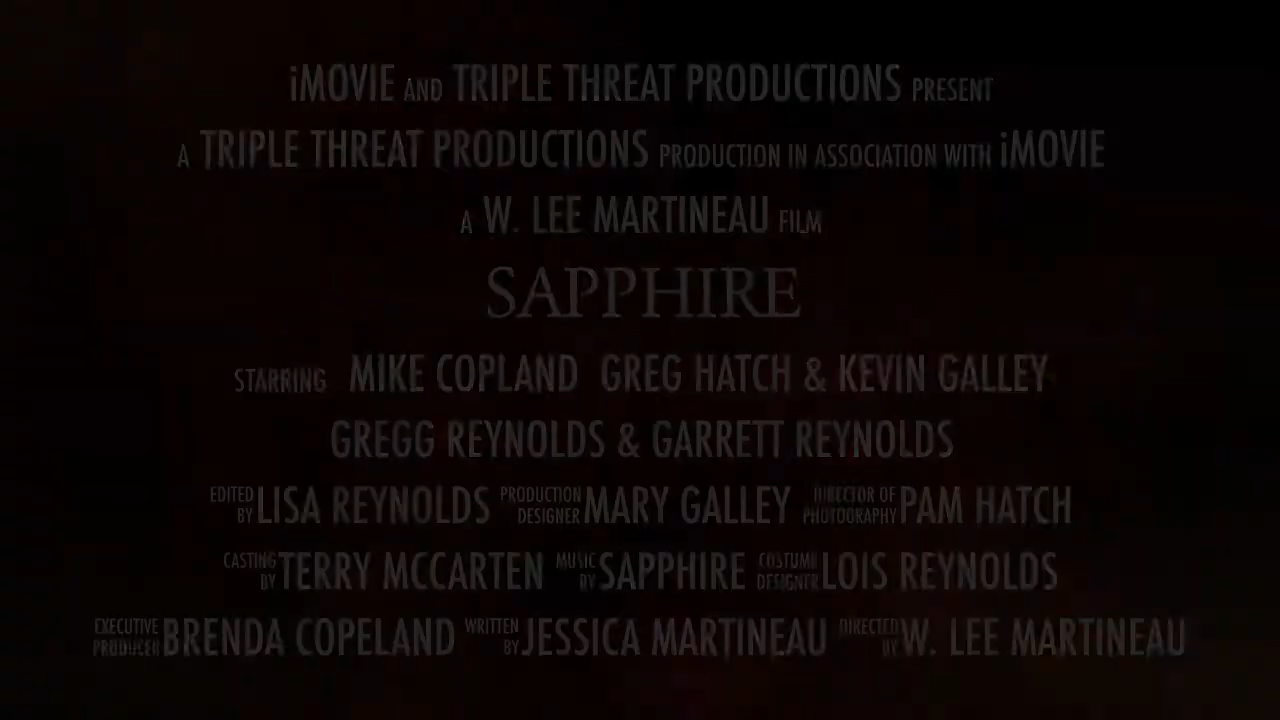 iMOVIE AND TRIPLE THREAT PRODUCTIONS PRESENT
A TRIPLE THREAT PRODUCTIONS PRODUCTION IN ASSOCIATION WITH iMOVIE
A W. LEE MARTINEAU FILM
SAPPHIRE
STARRING MIKE COPLAND GREG HATCH & KEVIN GALLEY
GREGG REYNOLDS & GARRETT REYNOLDS
EDITED BY LISA REYNOLDS PRODUCTION DESIGNER MARY GALLEY DIRECTOR OF PHOTOGRAPHY PAM HATCH
CASTING BY TERRY MCCARTEN MUSIC BY SAPPHIRE COSTUME DESIGNER LOIS REYNOLDS
EXECUTIVE PRODUCER BRENDA COPELAND WRITTEN BY JESSICA MARTINEAU DIRECTED BY W. LEE MARTINEAU